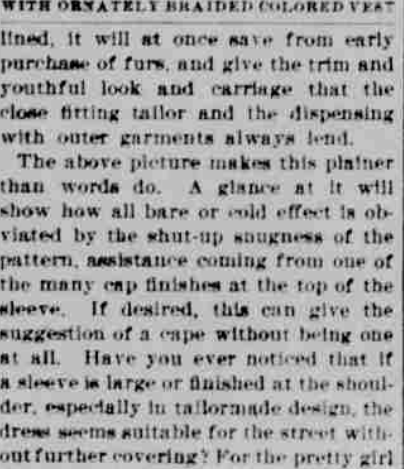 WITH ORNATELY BRAIDED COLORED VEST
lined, it will at once save from early
purchase of furs, and give the trim and
youthful look and carriage that the
close fitting tailor and the dispensing
with outer garments always lend.
The above picture makes this plainer
than words do. A glance at it will
show how all bare or cold effect is ob-
viated by the shut-up snugness of the
pattern, assistance coming from one of
the many cap finishes at the top of the
sleeve. If desired, this can give the
suggestion of a cape without being one
at all. Have you ever noticed that if
a sleeve is large or finished at the shoul-
der, especially in tailormade design, the
dress seems suitable for the street with-
out further covering? For the pretty girl